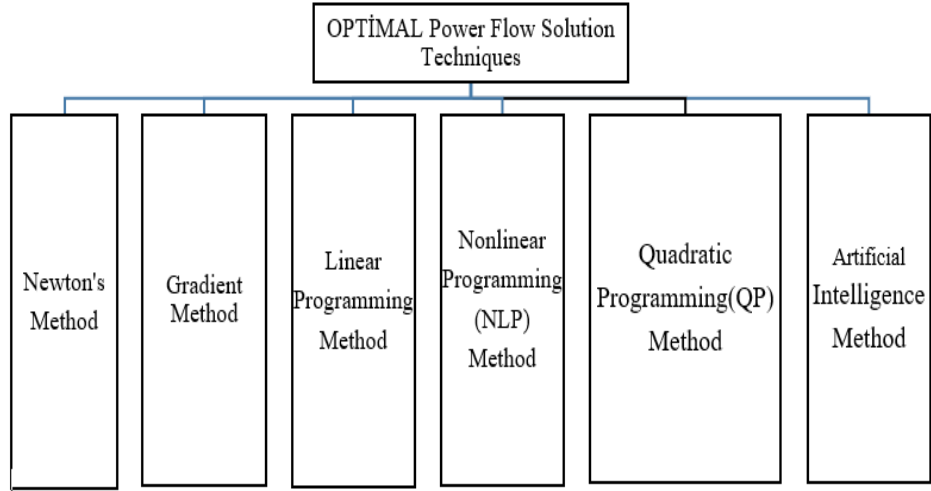 OPTİMAL Power Flow Solution
Techniques
Newton's
Method
Gradient
Method
Linear
Programming
Method
Nonlinear
Programming
(NLP)
Method
Quadratic
Programming(QP)
Method
Artificial
Intelligence
Method